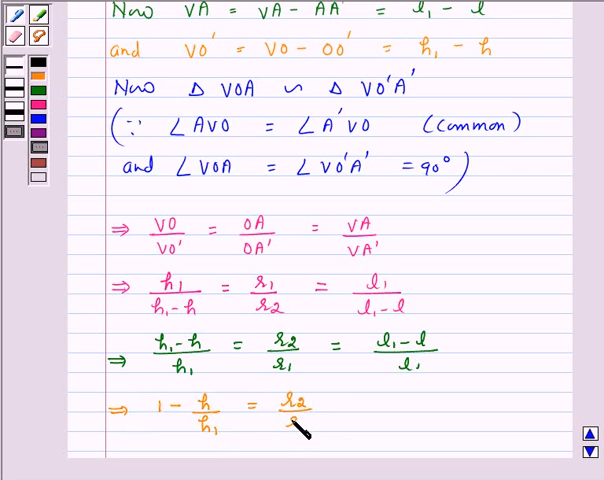 Now VA = VA - AA' = l₁ - l
and VO' = VO - OO' = h₁ - h
Now Δ VOA ∽ Δ VO'A'
(∵ ∠AVO = ∠A'VO (Common)
and ∠VOA = ∠VO'A' = 90°)
⇒ VO/VO' = OA/OA' = VA/VA'
⇒ h₁/(h₁-h) = r₁/r₂ = l₁/(l₁-l)
⇒ (h₁-h)/h₁ = r₂/r₁ = (l₁-l)/l₁
⇒ 1 - h/h₁ = r₂/r